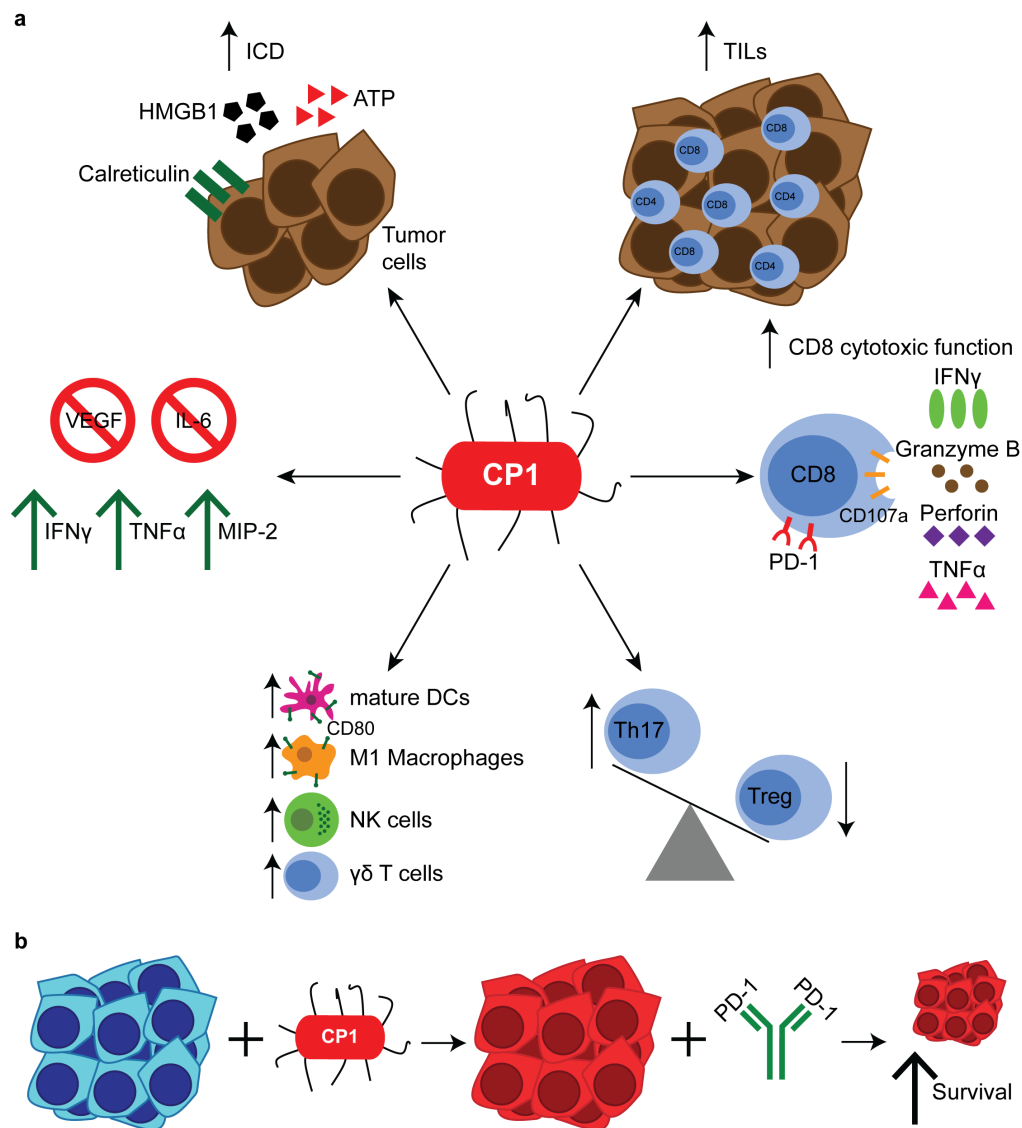 a
ICD
TILs
HMGB1
ATP
Calreticulin
Tumor
cells
CD8
CD8
CD4
CD8
CD4
CD8
CD4
CD8 cytotoxic function
IFNγ
VEGF
IL-6
CP1
CD8
Granzyme B
CD107a
Perforin
PD-1
TNFα
IFNγ
TNFα
MIP-2
mature DCs
CD80
M1 Macrophages
NK cells
γδ T cells
Th17
Treg
b
CP1
PD-1
PD-1
Survival